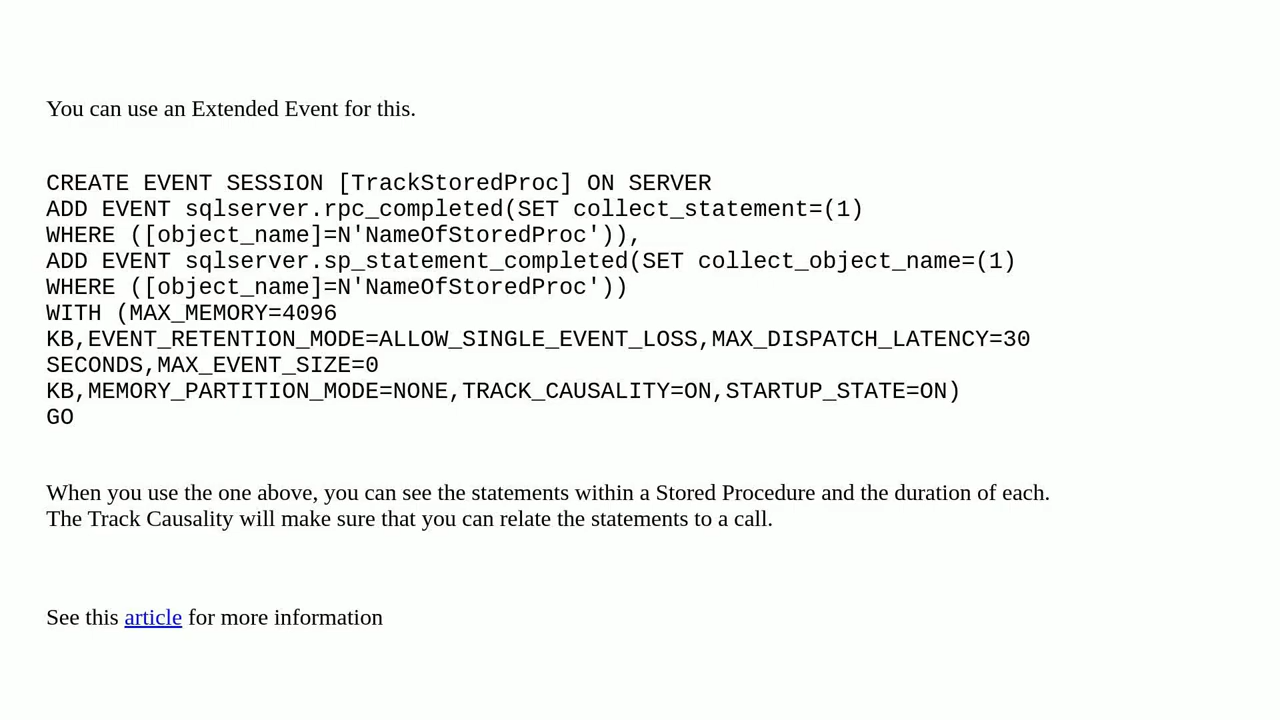 You can use an Extended Event for this.
CREATE EVENT SESSION [TrackStoredProc] ON SERVER
ADD EVENT sqlserver.rpc_completed(SET collect_statement=(1)
WHERE ([object_name]=N'NameOfStoredProc')),
ADD EVENT sqlserver.sp_statement_completed(SET collect_object_name=(1)
WHERE ([object_name]=N'NameOfStoredProc'))
WITH (MAX_MEMORY=4096
KB,EVENT_RETENTION_MODE=ALLOW_SINGLE_EVENT_LOSS,MAX_DISPATCH_LATENCY=30
SECONDS,MAX_EVENT_SIZE=0
KB,MEMORY_PARTITION_MODE=NONE,TRACK_CAUSALITY=ON,STARTUP_STATE=ON)
GO
When you use the one above, you can see the statements within a Stored Procedure and the duration of each.
The Track Causality will make sure that you can relate the statements to a call.
See this article for more information